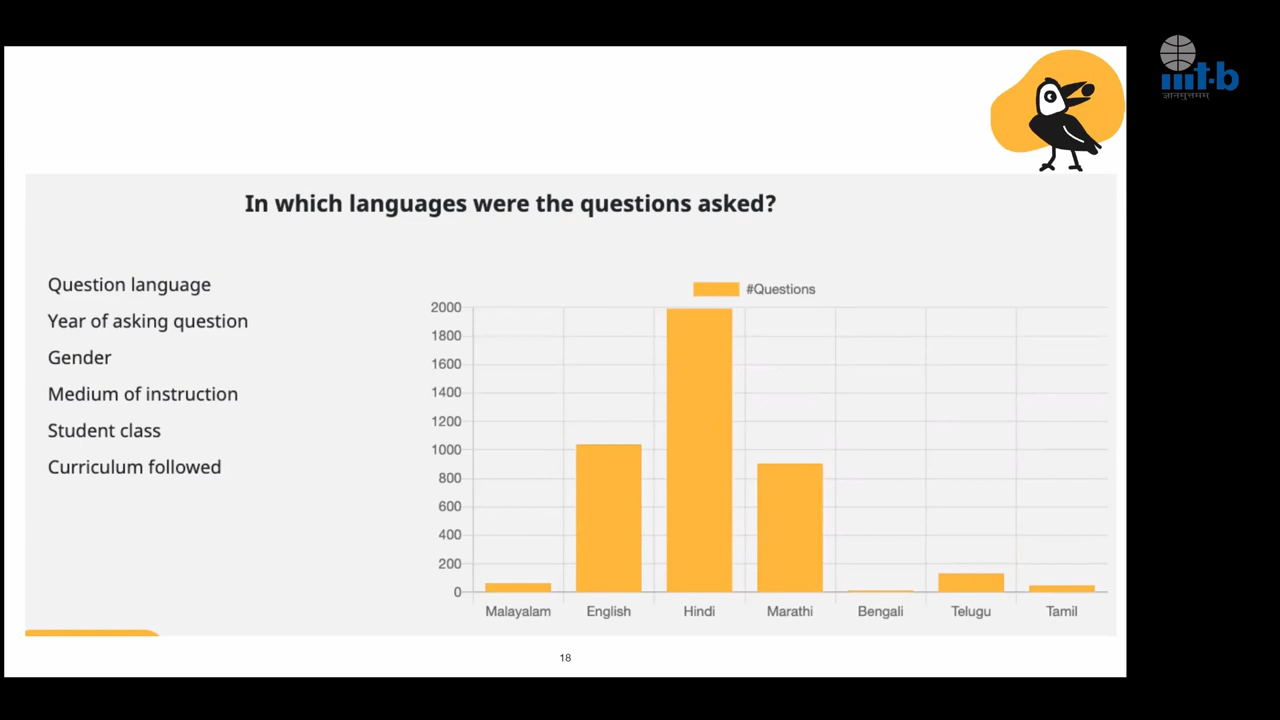 iiit-b
ज्ञानमुत्तमम्
In which languages were the questions asked?
Question language
Year of asking question
Gender
Medium of instruction
Student class
Curriculum followed
#Questions
2000
1800
1600
1400
1200
1000
800
600
400
200
0
Malayalam English Hindi Marathi Bengali Telugu Tamil
18